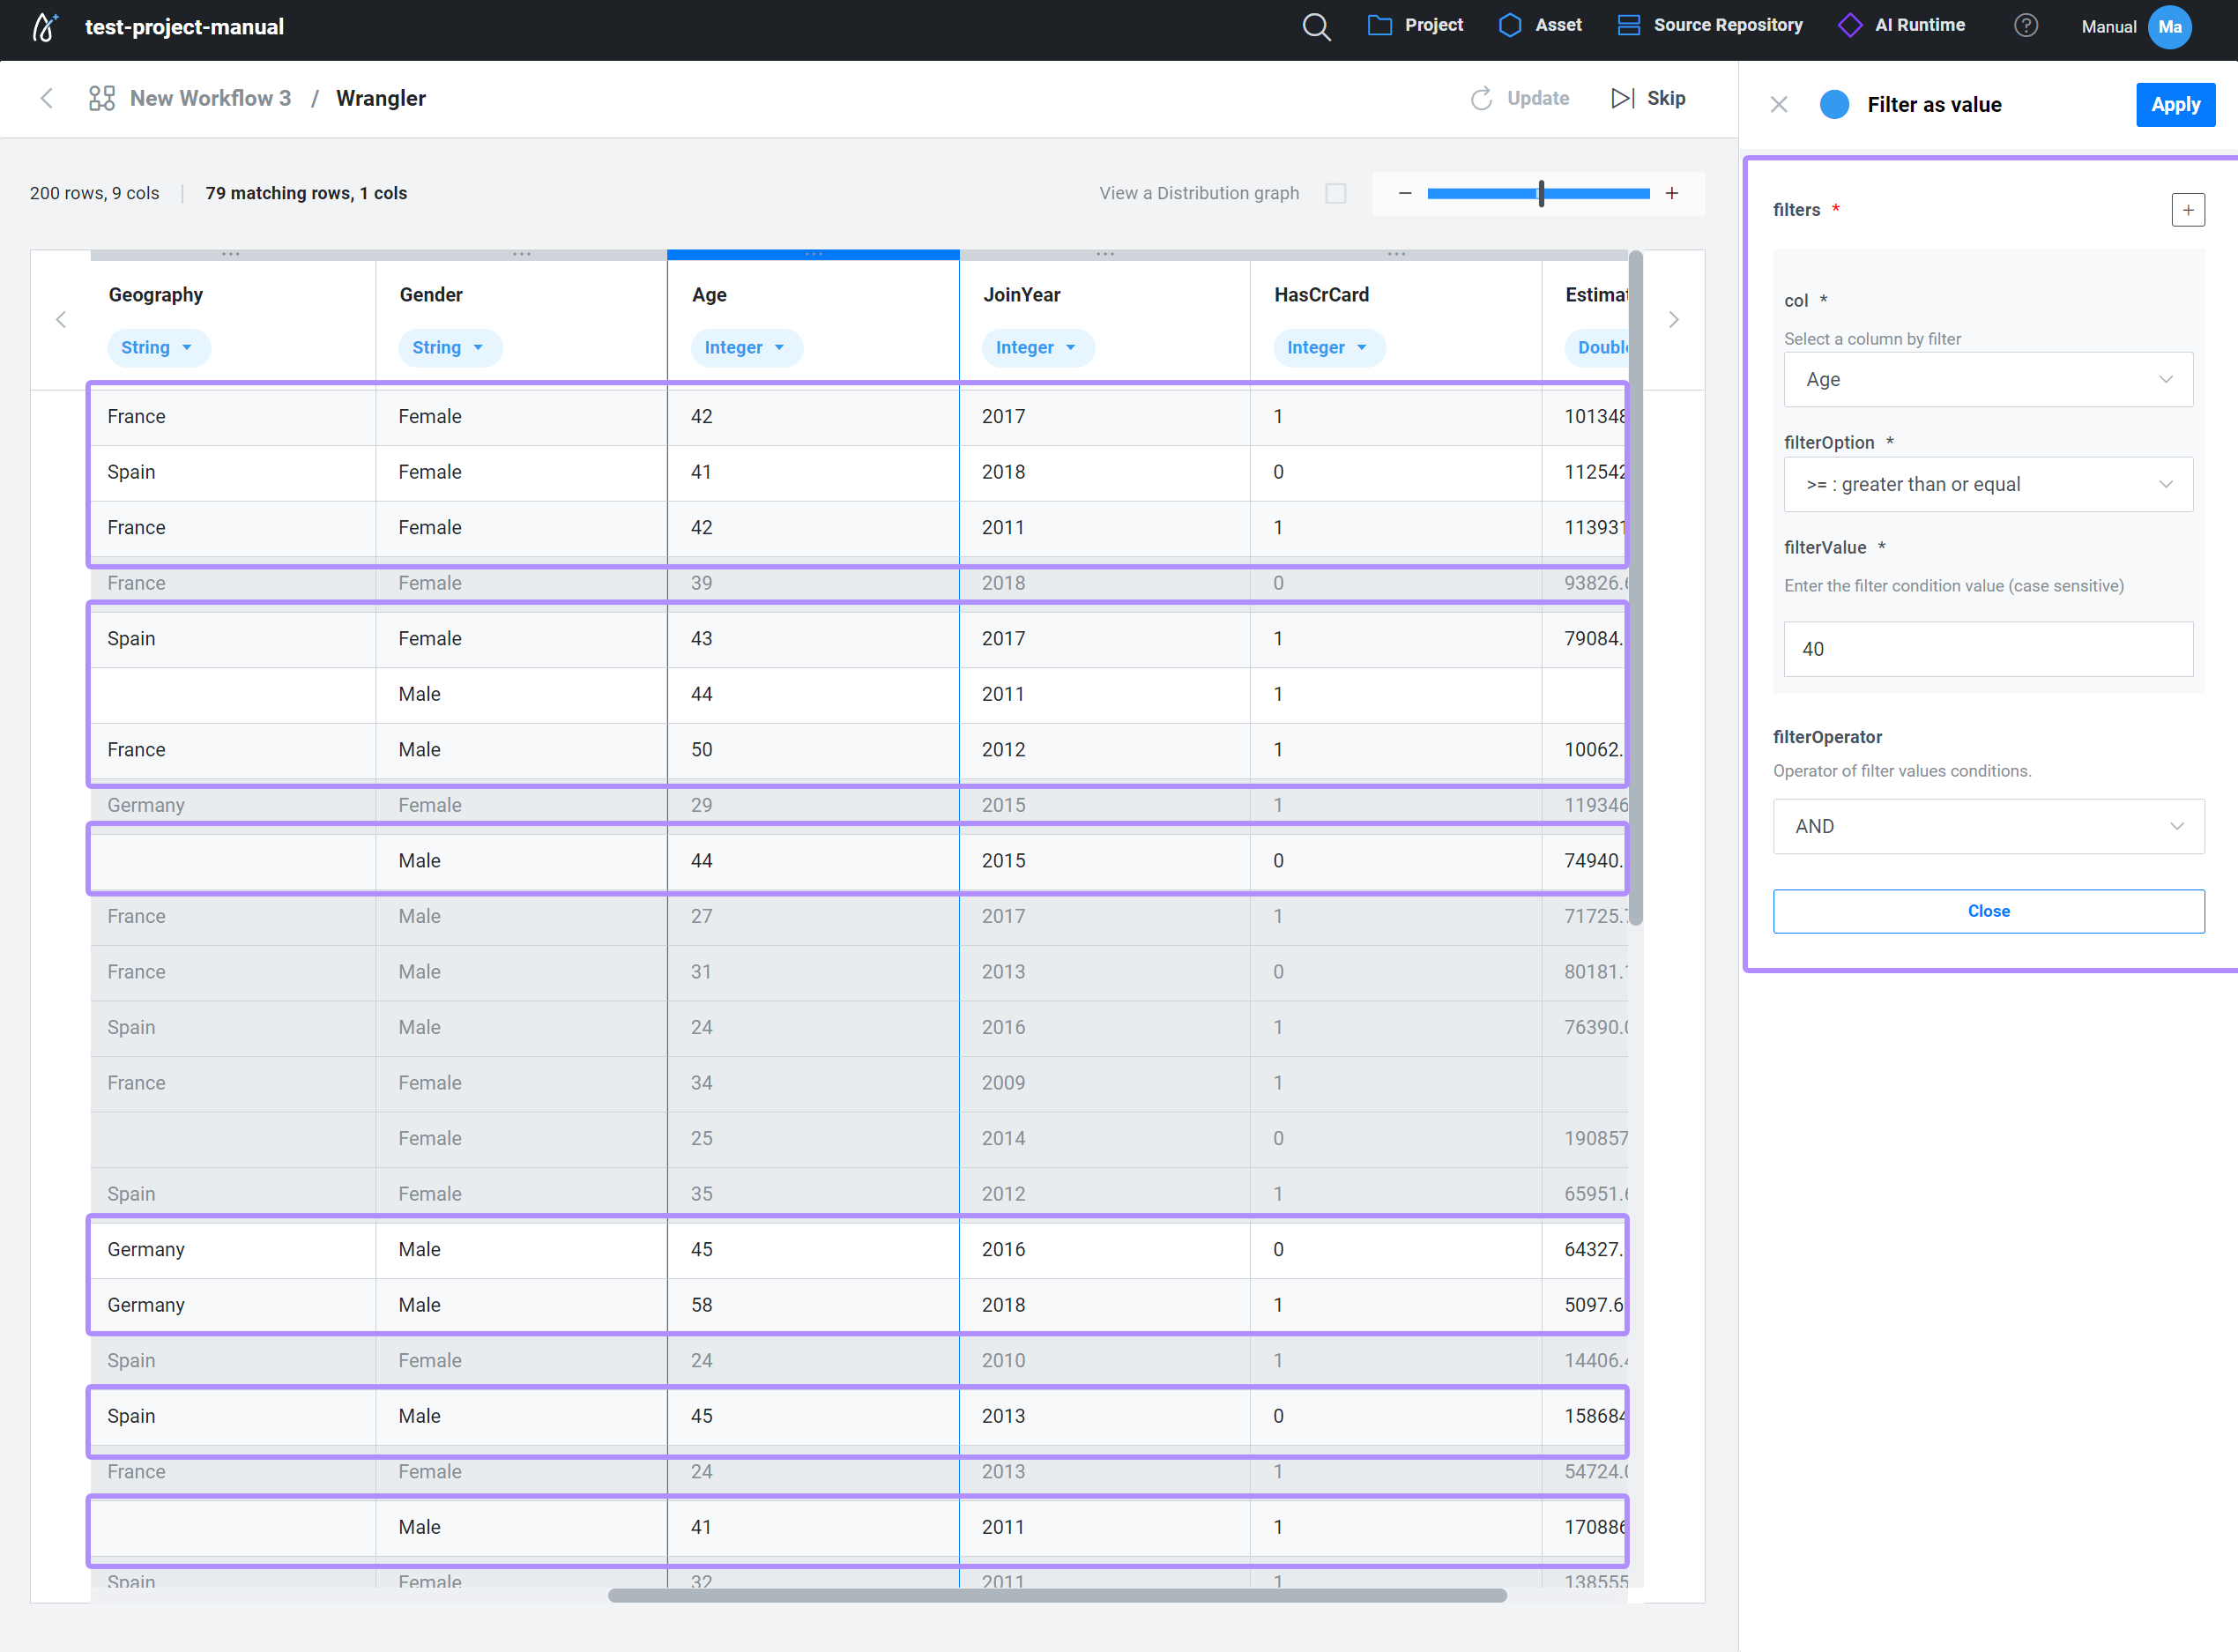 test-project-manual Project Asset Source Repository AI Runtime ? Manual Ma
New Workflow 3 / Wrangler Update Skip
Filter as value Apply
200 rows, 9 cols 79 matching rows, 1 cols View a Distribution graph − +
Geography Gender Age JoinYear HasCrCard
String String Integer Integer Integer
France Female 42 2017 1 101348
Spain Female 41 2018 0 112542
France Female 42 2011 1 113931
France Female 39 2018 0 93826.
Spain Female 43 2017 1 79084.
Male 44 2011 1
France Male 50 2012 1 10062.
Germany Female 29 2015 1 119346
Male 44 2015 0 74940.
France Male 27 2017 1 71725.
France Male 31 2013 0 80181.
Spain Male 24 2016 1 76390.
France Female 34 2009 1
Female 25 2014 0 190857
Spain Female 35 2012 1 65951.
Germany Male 45 2016 0 64327.
Germany Male 58 2018 1 5097.6
Spain Female 24 2010 1 14406.
Spain Male 45 2013 0 158684
France Female 24 2013 1 54724.
Male 41 2011 1 170886
Spain Female 32 2011 1 138555
filters * +
col *
Select a column by filter
Age
filterOption *
>= : greater than or equal
filterValue *
Enter the filter condition value (case sensitive)
40
filterOperator
Operator of filter values conditions.
AND
Close